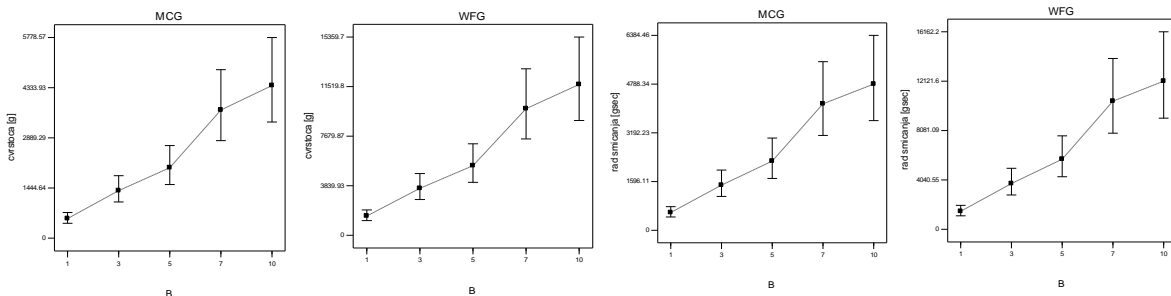 MCG
5778.57
4333.93
2889.29
1444.64
0
cvrstoca [g]
1 3 5 7 10
B
WFG
15359.7
11519.8
7679.87
3839.93
0
cvrstoca [g]
1 3 5 7 10
B
MCG
6384.46
4788.34
3192.23
1596.11
0
rad smicanja [gsec]
1 3 5 7 10
B
WFG
16162.2
12121.6
8081.09
4040.55
0
rad smicanja [gsec]
1 3 5 7 10
B